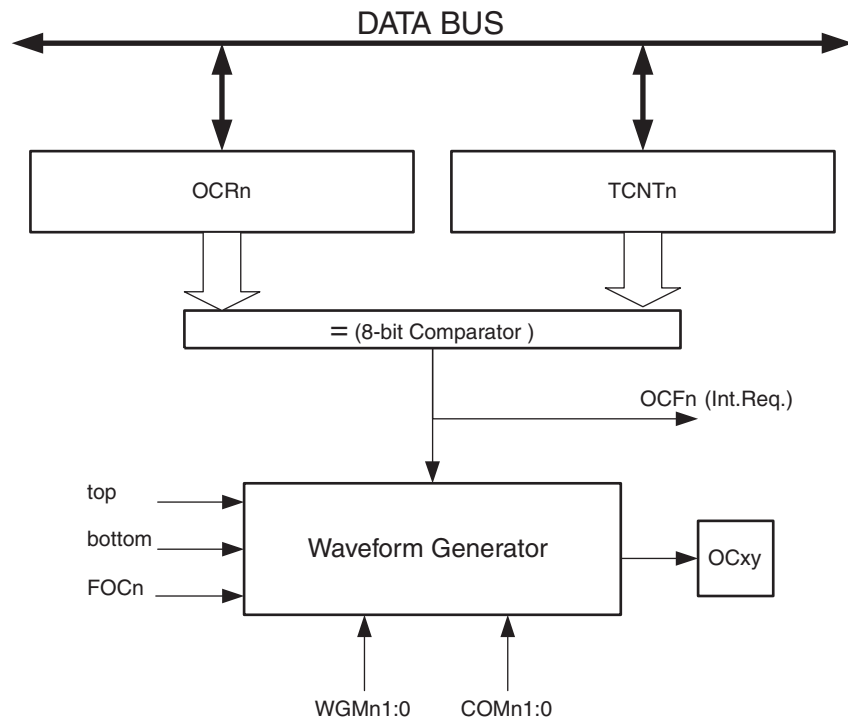 DATA BUS
OCRn
TCNTn
= (8-bit Comparator )
OCFn (Int.Req.)
top
bottom
FOCn
Waveform Generator
OCxy
WGMn1:0
COMn1:0